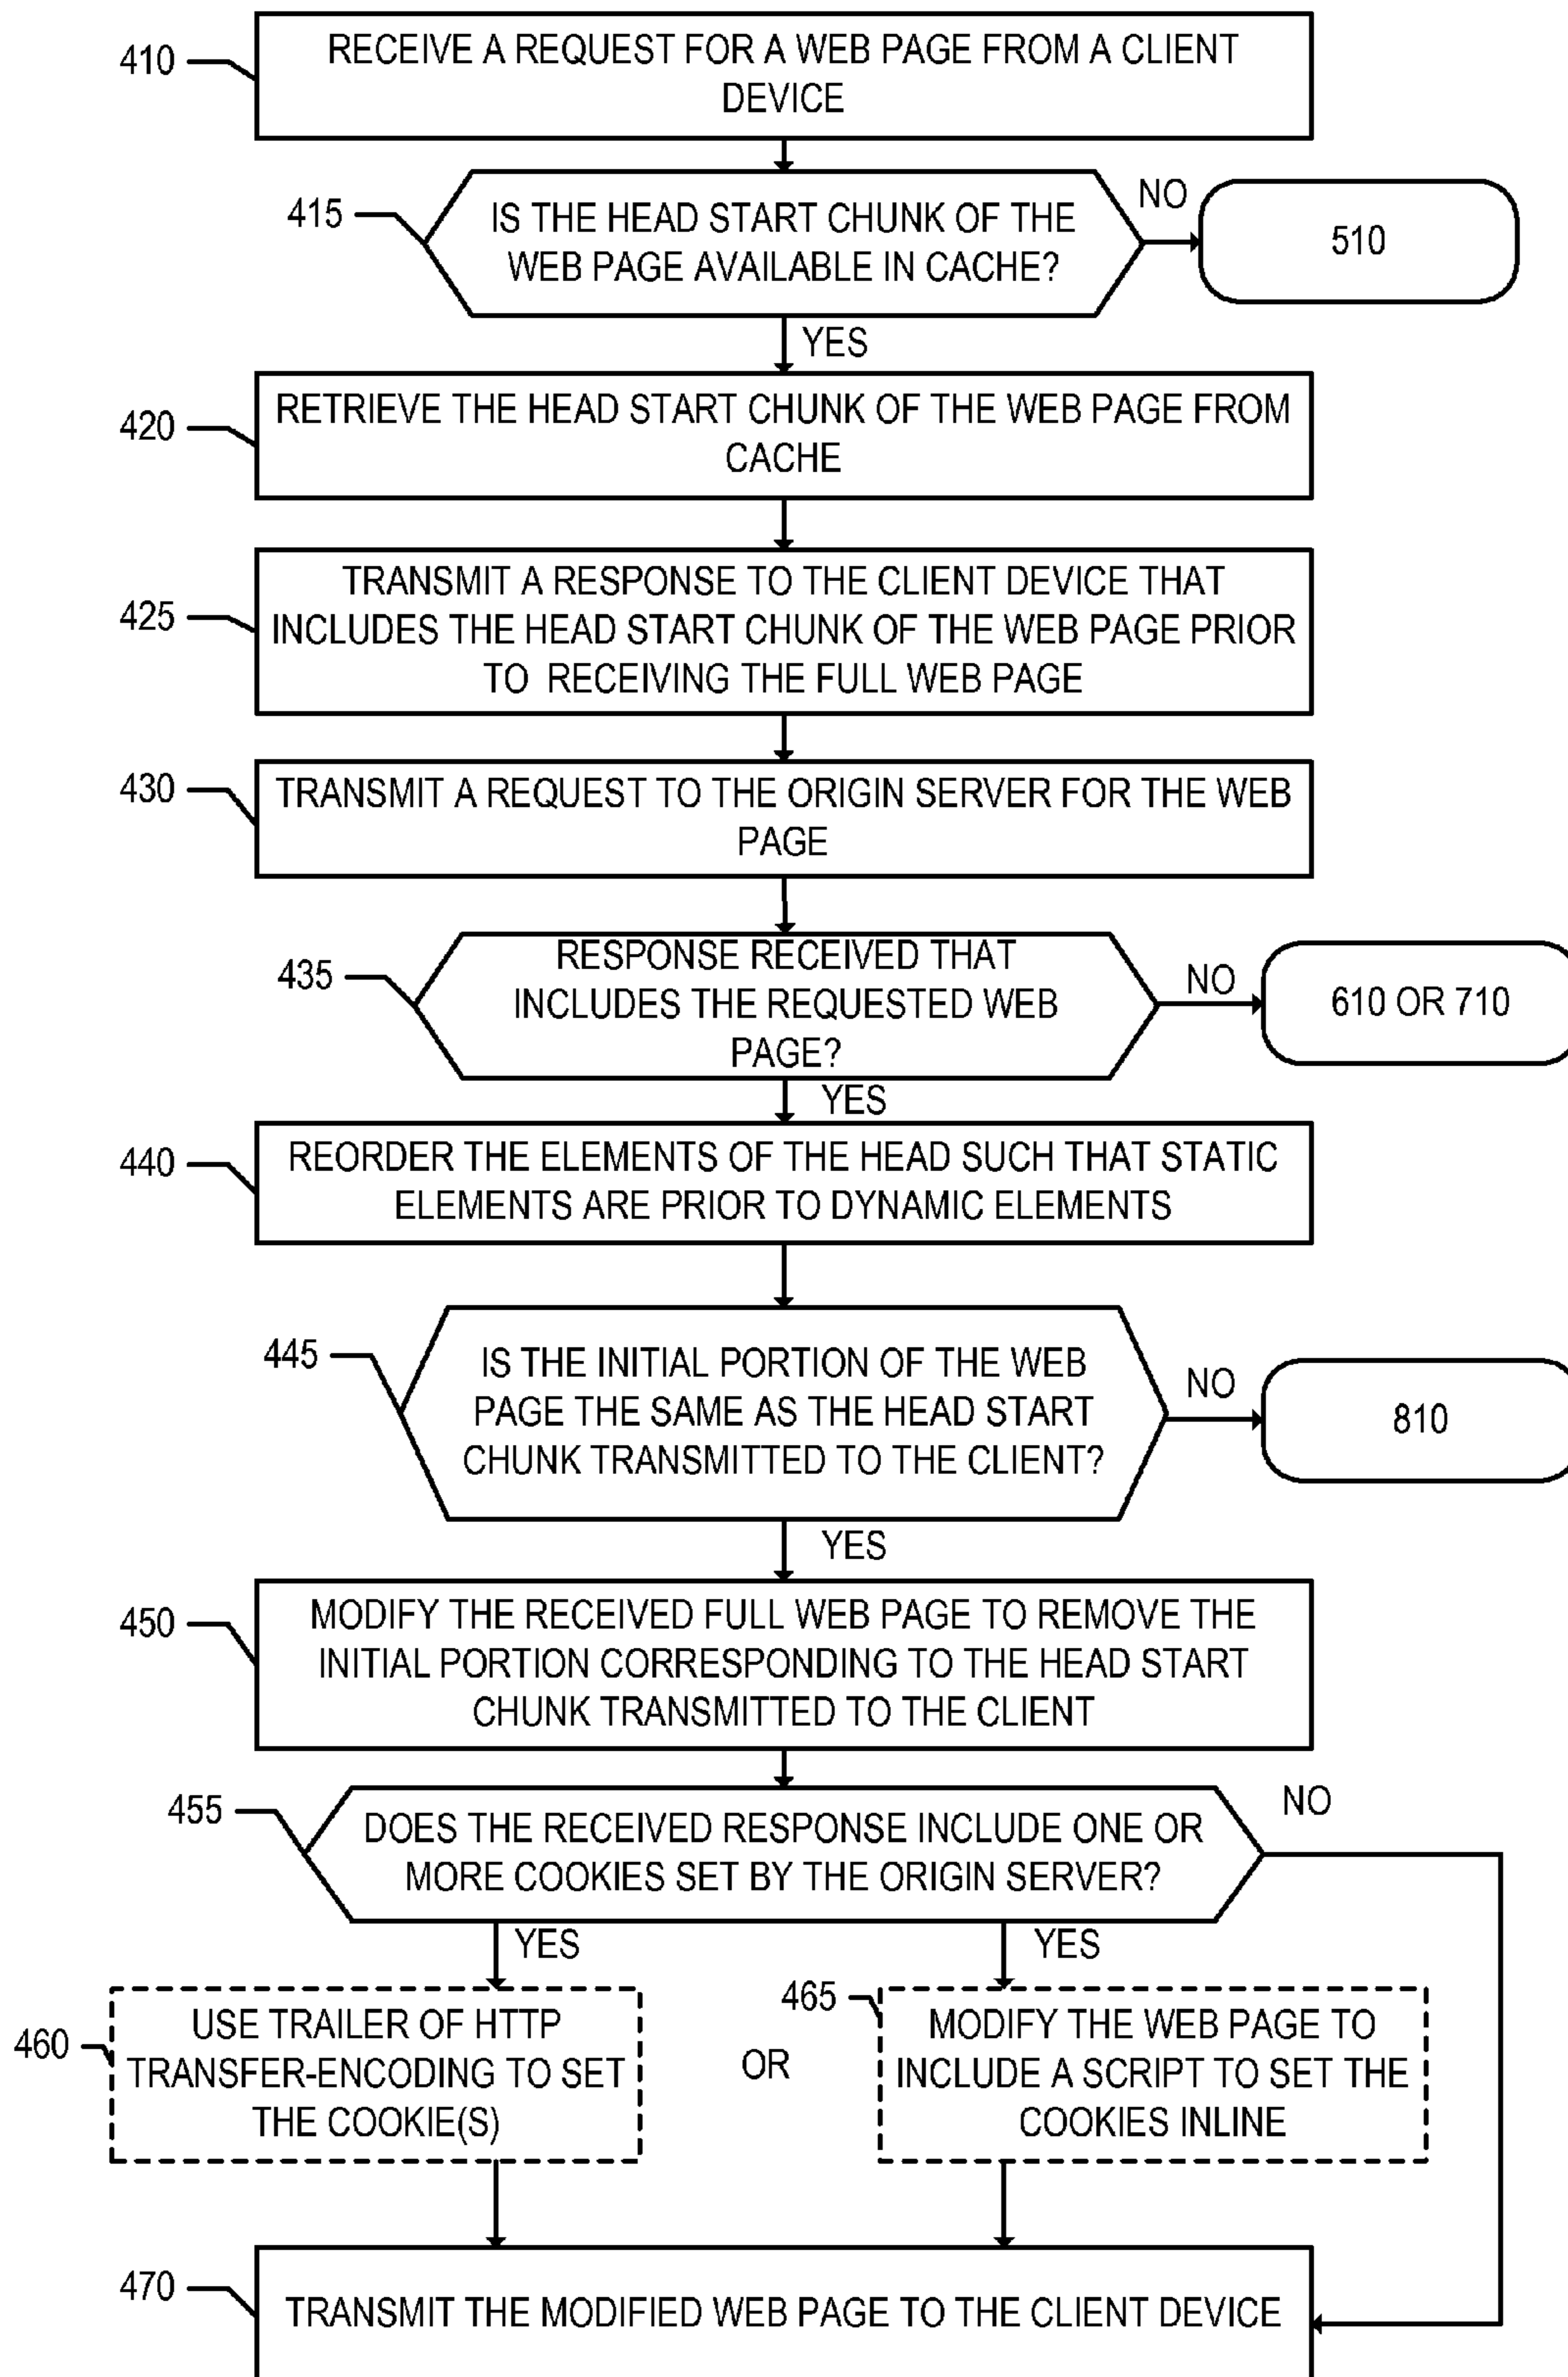 410
RECEIVE A REQUEST FOR A WEB PAGE FROM A CLIENT
DEVICE
415
IS THE HEAD START CHUNK OF THE
WEB PAGE AVAILABLE IN CACHE?
NO
510
YES
420
RETRIEVE THE HEAD START CHUNK OF THE WEB PAGE FROM
CACHE
425
TRANSMIT A RESPONSE TO THE CLIENT DEVICE THAT
INCLUDES THE HEAD START CHUNK OF THE WEB PAGE PRIOR
TO RECEIVING THE FULL WEB PAGE
430
TRANSMIT A REQUEST TO THE ORIGIN SERVER FOR THE WEB
PAGE
435
RESPONSE RECEIVED THAT
INCLUDES THE REQUESTED WEB
PAGE?
NO
610 OR 710
YES
440
REORDER THE ELEMENTS OF THE HEAD SUCH THAT STATIC
ELEMENTS ARE PRIOR TO DYNAMIC ELEMENTS
445
IS THE INITIAL PORTION OF THE WEB
PAGE THE SAME AS THE HEAD START
CHUNK TRANSMITTED TO THE CLIENT?
NO
810
YES
450
MODIFY THE RECEIVED FULL WEB PAGE TO REMOVE THE
INITIAL PORTION CORRESPONDING TO THE HEAD START
CHUNK TRANSMITTED TO THE CLIENT
455
DOES THE RECEIVED RESPONSE INCLUDE ONE OR
MORE COOKIES SET BY THE ORIGIN SERVER?
NO
YES
YES
460
USE TRAILER OF HTTP
TRANSFER-ENCODING TO SET
THE COOKIE(S)
OR
465
MODIFY THE WEB PAGE TO
INCLUDE A SCRIPT TO SET THE
COOKIES INLINE
470
TRANSMIT THE MODIFIED WEB PAGE TO THE CLIENT DEVICE